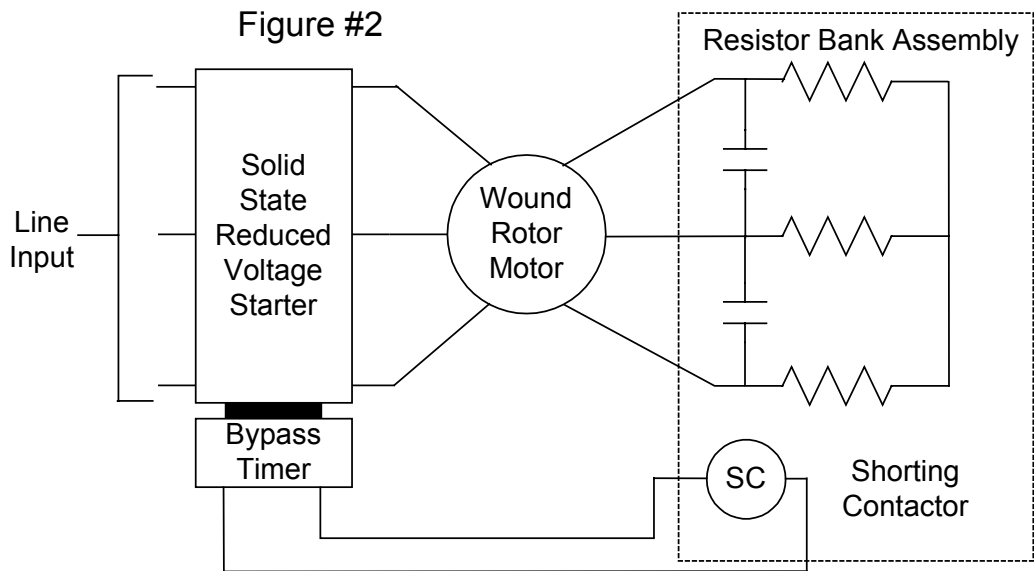 Figure #2
Resistor Bank Assembly
Line
Input
Solid
State
Reduced
Voltage
Starter
Wound
Rotor
Motor
Bypass
Timer
SC
Shorting
Contactor